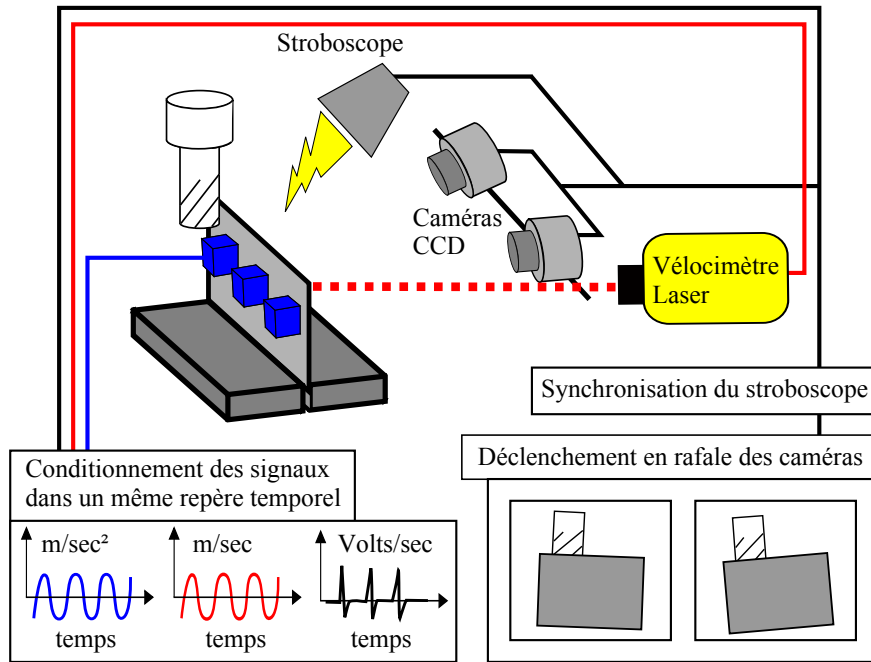 Stroboscope
Caméras
CCD
Vélocimètre
Laser
Synchronisation du stroboscope
Déclenchement en rafale des caméras
Conditionnement des signaux
dans un même repère temporel
m/sec²
m/sec
Volts/sec
temps
temps
temps